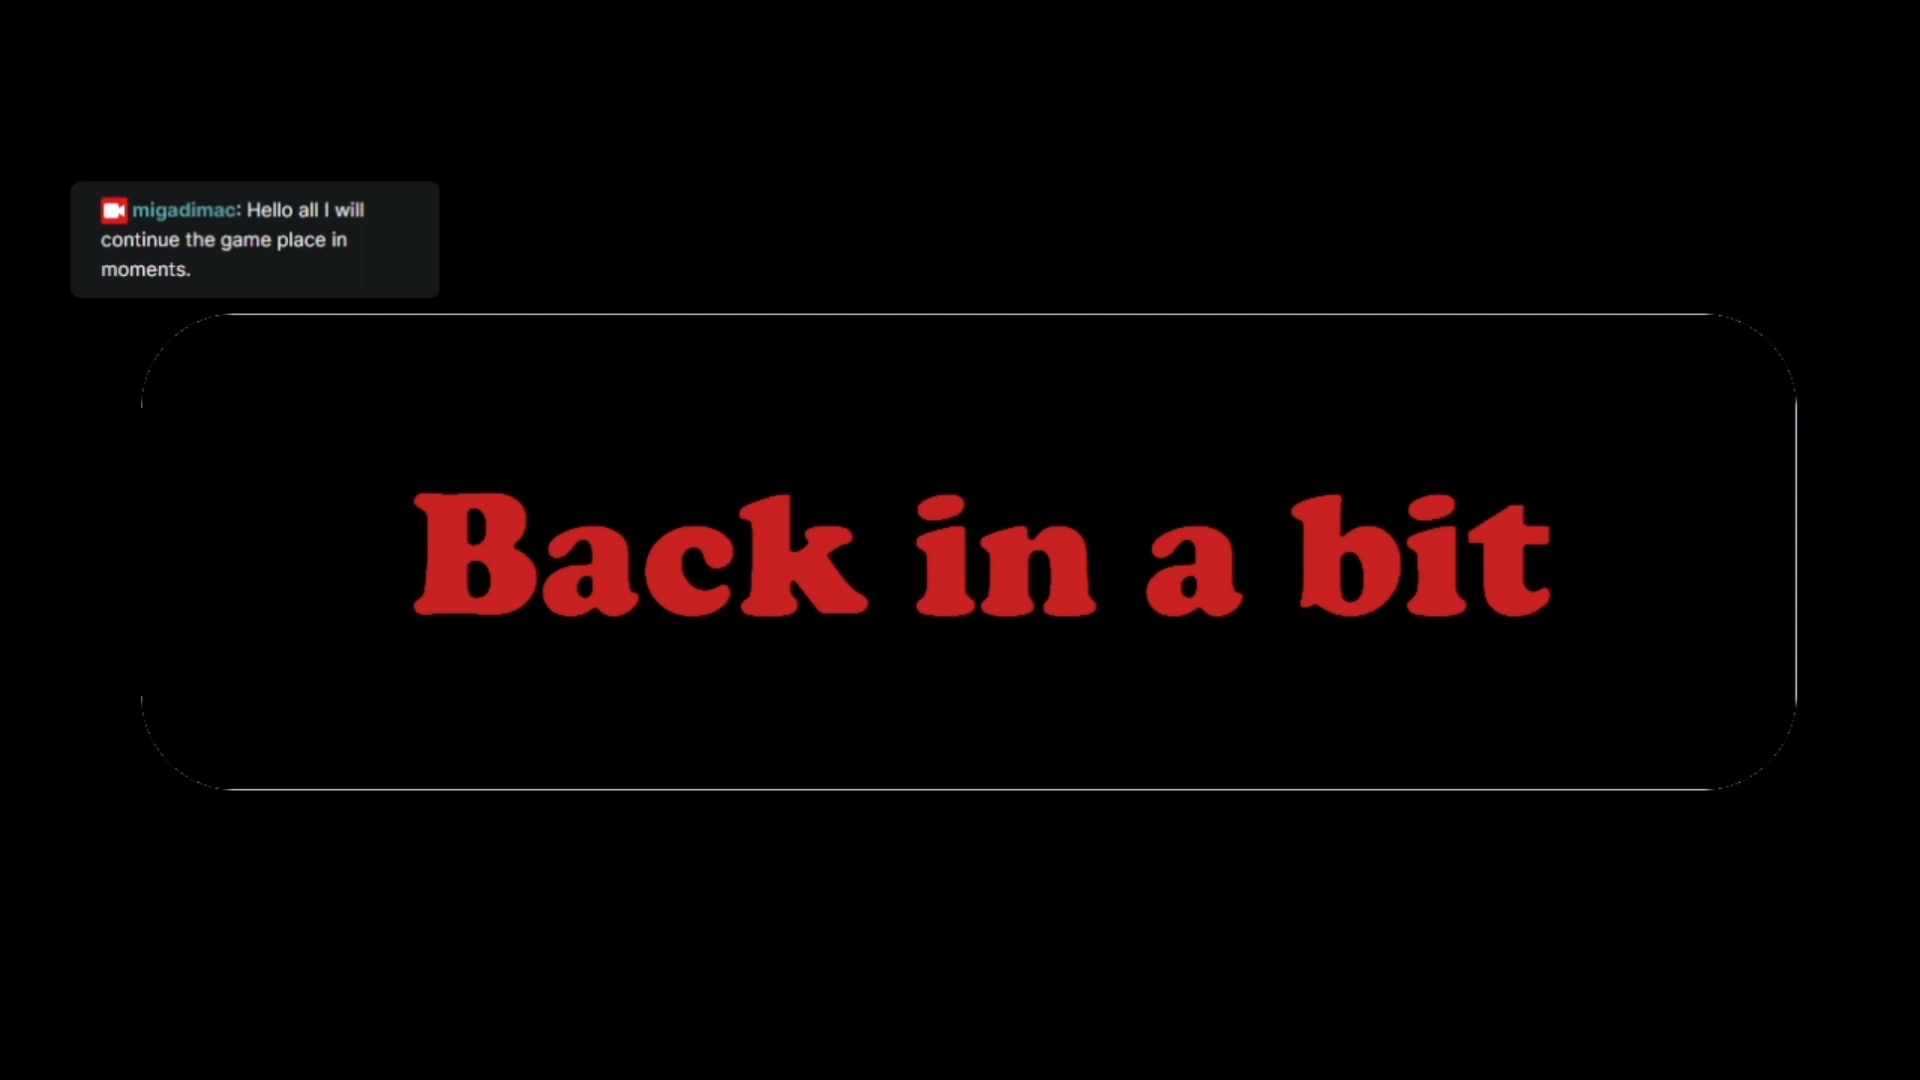 migadimac: Hello all I will
continue the game place in
moments.
Back in a bit